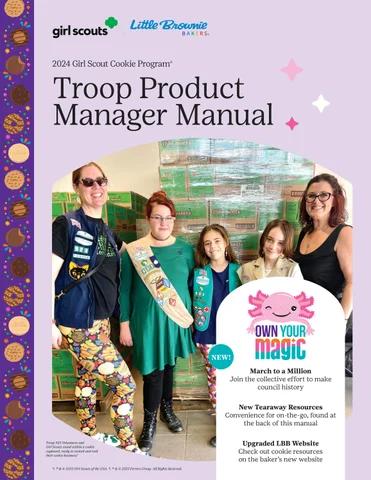 girl scouts
Little Brownie
BAKERS®
2024 Girl Scout Cookie Program®
Troop Product
Manager Manual
OWN YOUR
magic
NEW!
March to a Million
Join the collective effort to make
council history
New Tearaway Resources
Convenience for on-the-go, found at
the back of this manual
Upgraded LBB Website
Check out cookie resources
on the baker's new website